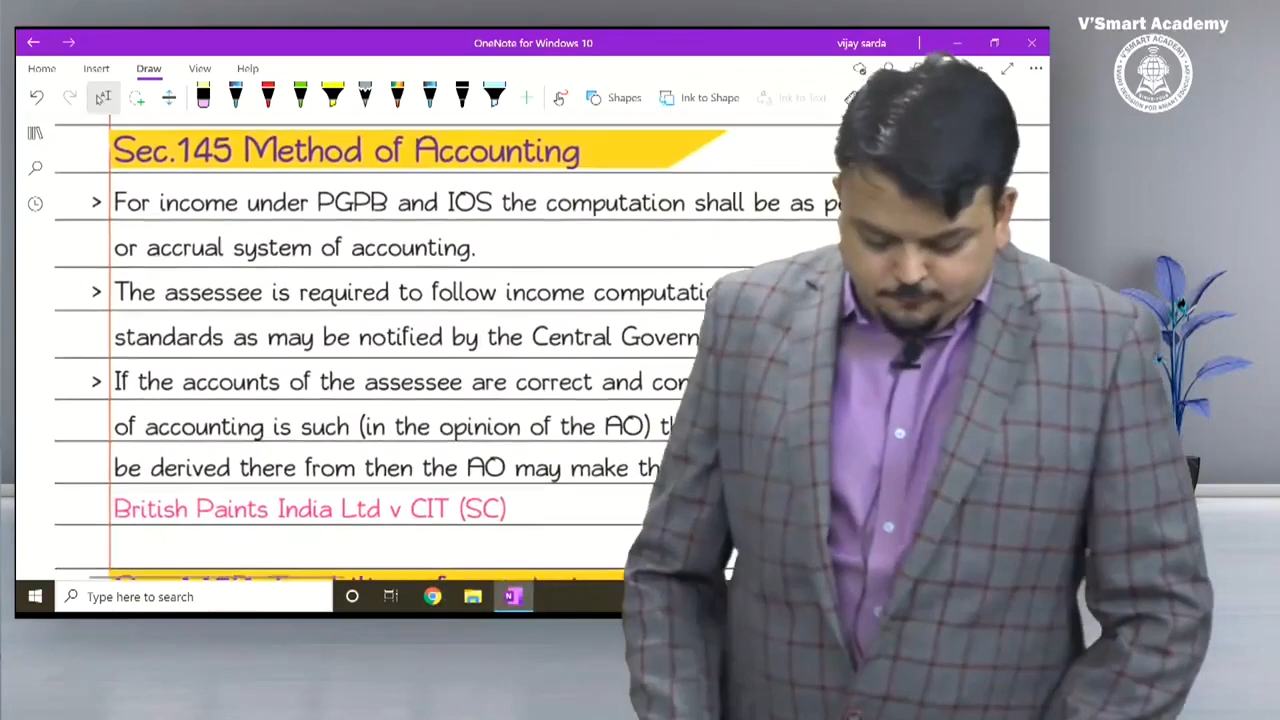 V'Smart Academy
OneNote for Windows 10
vijay sarda
Home Insert Draw View Help
Shapes Ink to Shape Ink to Text
Sec.145 Method of Accounting
> For income under PGPB and IOS the computation shall be as
or accrual system of accounting.
> The assessee is required to follow income
standards as may be notified by the Central
> If the accounts of the assessee are correct and
of accounting is such (in the opinion of the AO)
be derived there from then the AO may make
British Paints India Ltd v CIT (SC)
Type here to search